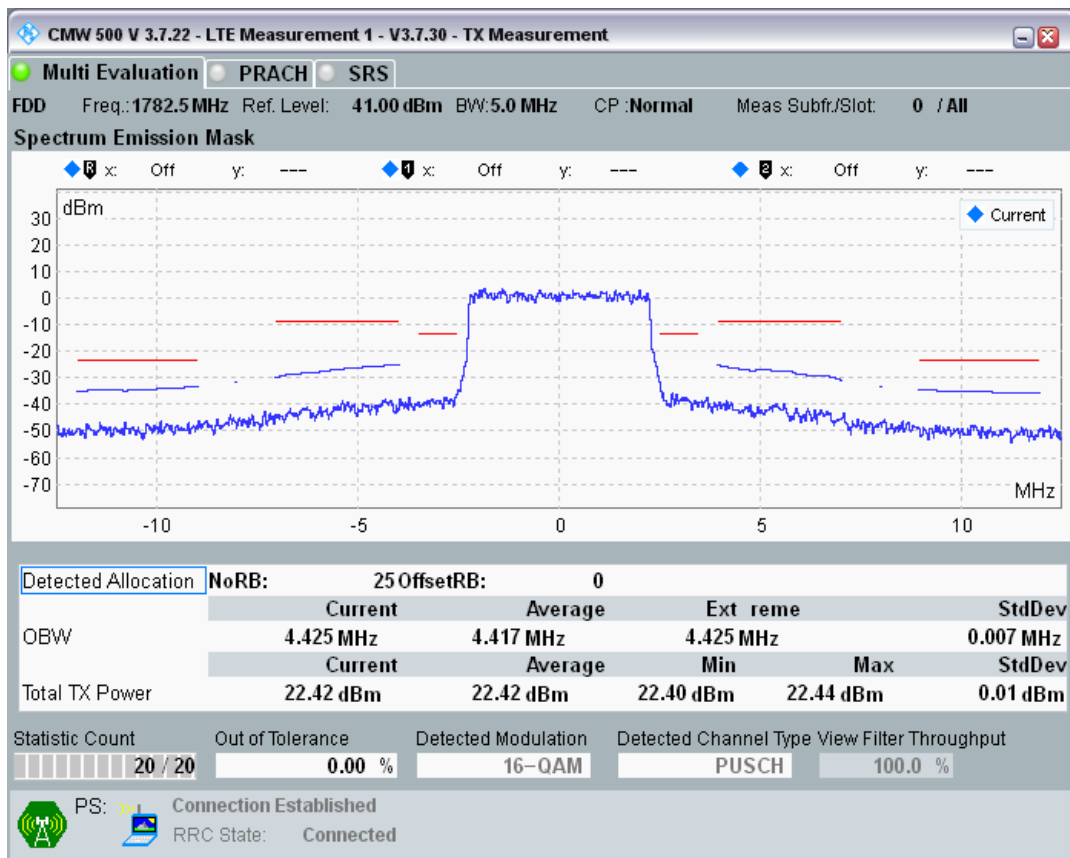 CMW 500 V 3.7.22 - LTE Measurement 1 - V3.7.30 - TX Measurement
Multi Evaluation PRACH SRS
FDD Freq.: 1782.5 MHz Ref. Level: 41.00 dBm BW: 5.0 MHz CP : Normal Meas Subfr./Slot: 0 / All
Spectrum Emission Mask
R x: Off y: --- 1 x: Off y: --- 2 x: Off y: ---
dBm
Current
30
20
10
0
-10
-20
-30
-40
-50
-60
-70
MHz
-10 -5 0 5 10
Detected Allocation NoRB: 25 OffsetRB: 0
Current Average Ext reme StdDev
OBW 4.425 MHz 4.417 MHz 4.425 MHz 0.007 MHz
Current Average Min Max StdDev
Total TX Power 22.42 dBm 22.42 dBm 22.40 dBm 22.44 dBm 0.01 dBm
Statistic Count Out of Tolerance Detected Modulation Detected Channel Type View Filter Throughput
20 / 20 0.00 % 16-QAM PUSCH 100.0 %
PS: Connection Established
RRC State: Connected